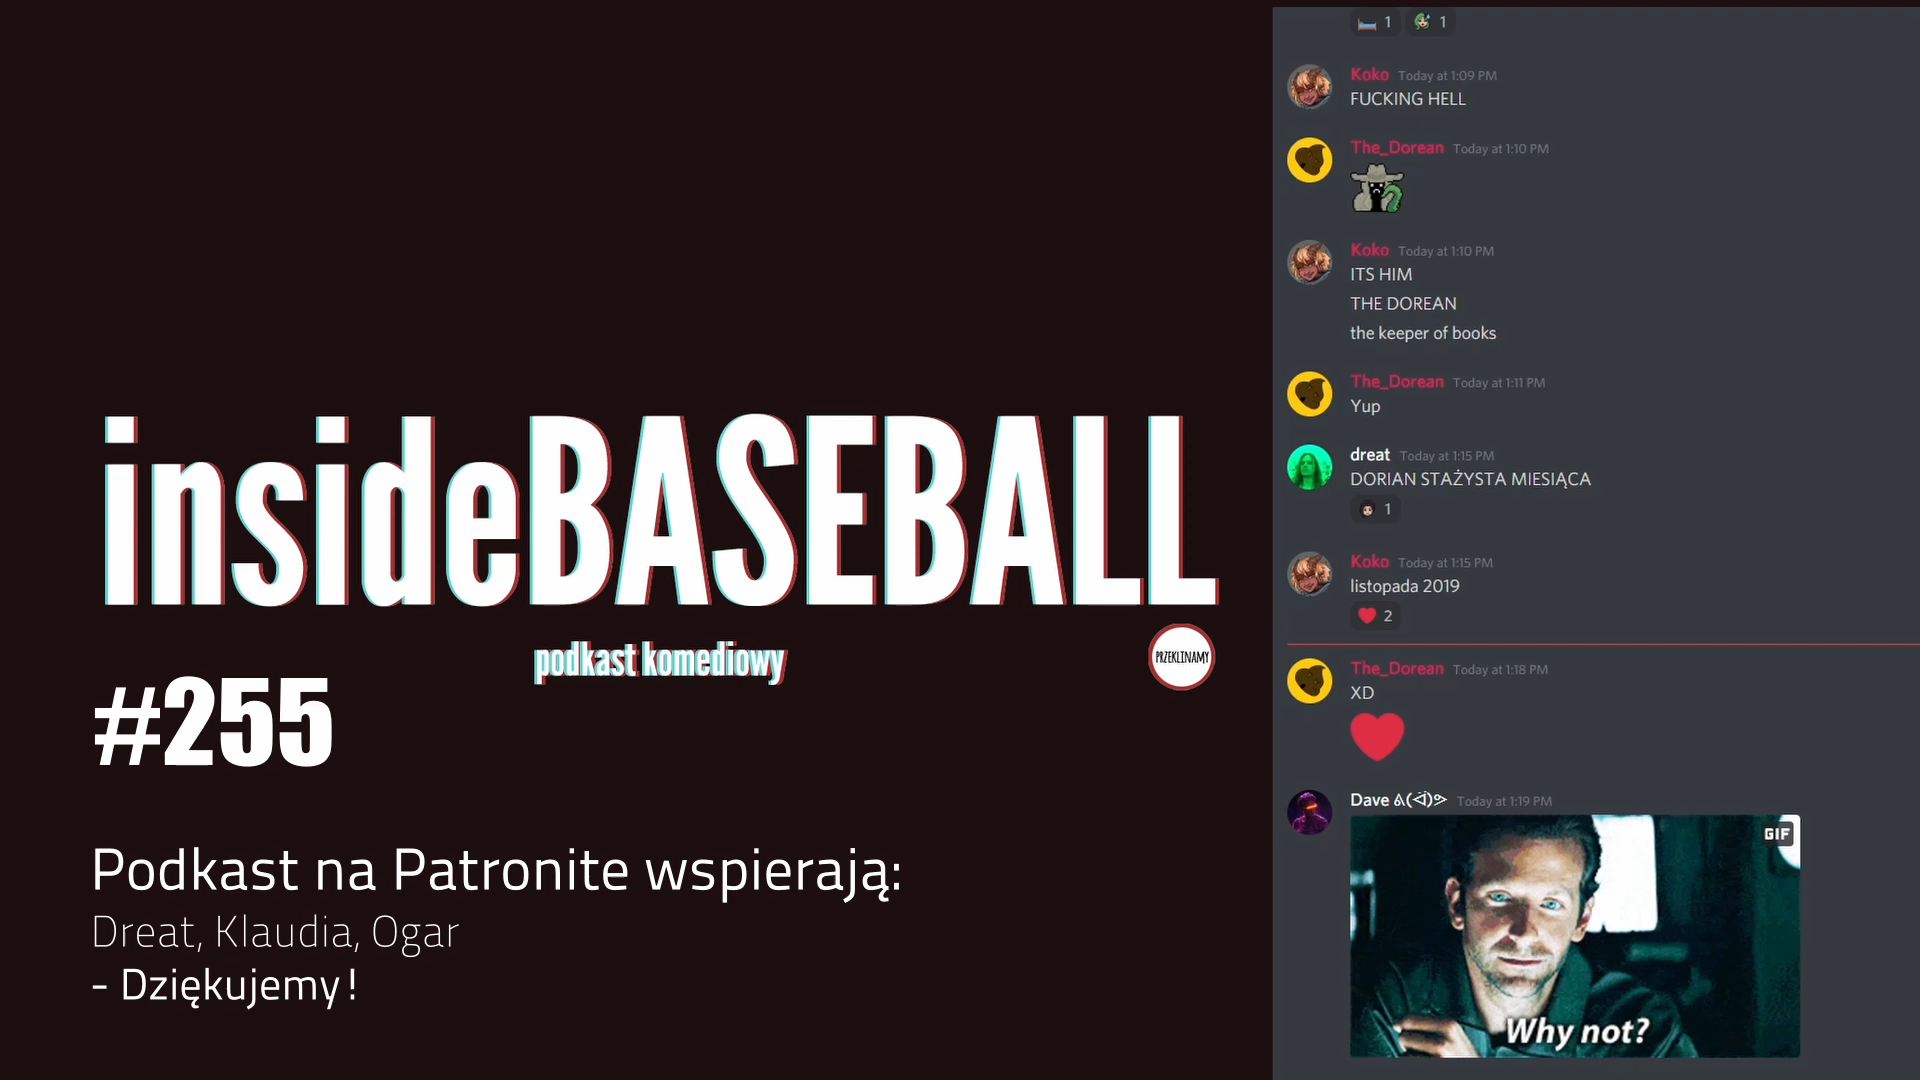 insideBASEBALL
podkast komediowy
PRZEKLINAMY
#255
Podkast na Patronite wspierają:
Dreat, Klaudia, Ogar
- Dziękujemy!
1 1
Koko Today at 1:09 PM
FUCKING HELL
The_Dorean Today at 1:10 PM
Koko Today at 1:10 PM
ITS HIM
THE DOREAN
the keeper of books
The_Dorean Today at 1:11 PM
Yup
dreat Today at 1:15 PM
DORIAN STAŻYSTA MIESIĄCA
1
Koko Today at 1:15 PM
listopada 2019
2
The_Dorean Today at 1:18 PM
XD
Dave Today at 1:19 PM
GIF
Why not?